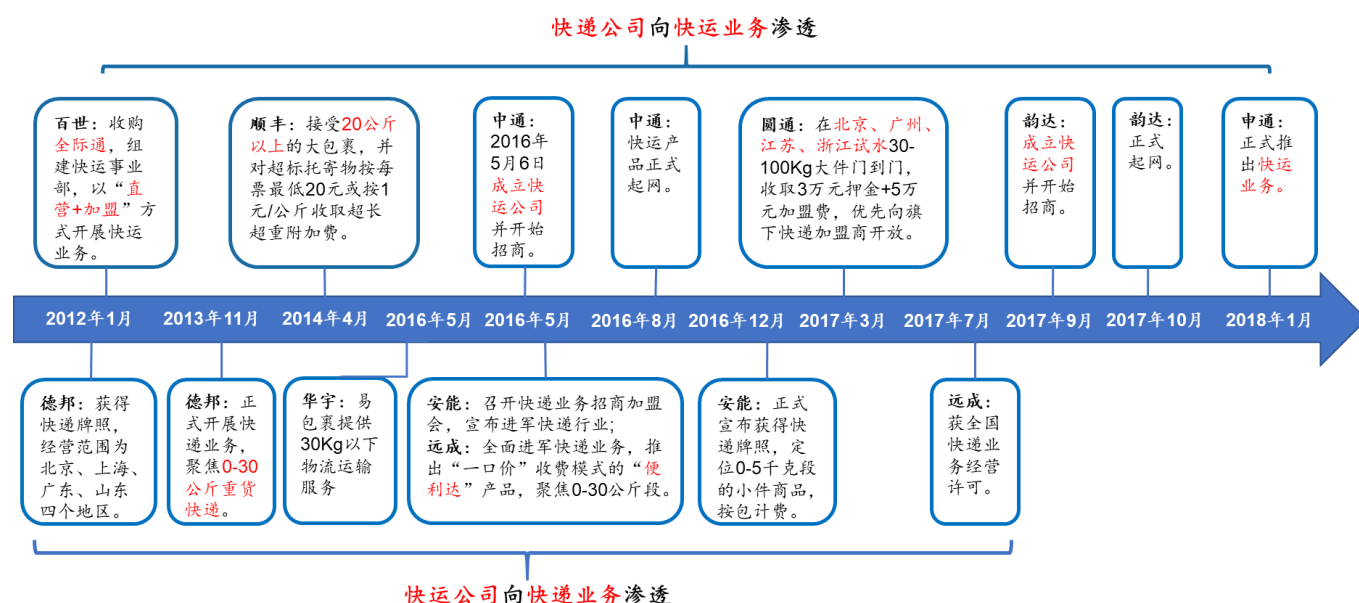 快递公司向快运业务渗透
百世：收购
全际通，组
建快运事业
部，以“直
营+加盟”方
式开展快运
业务。
顺丰：接受20公斤
以上的大包裹，并
对超标托寄物按每
票最低20元或按1
元/公斤收取超长
超重附加费。
中通：
2016年
5月6日
成立快
运公司
并开始
招商。
中通：
快运产
品正式
起网。
圆通：在北京、广州、
江苏、浙江试水30-
100Kg大件门到门，
收取3万元押金+5万
元加盟费，优先向旗
下快递加盟商开放。
韵达：
成立快
运公司
并开始
招商。
韵达：
正式
起网。
申通：
正式推
出快运
业务。
2012年1月
2013年11月
2014年4月
2016年5月
2016年5月
2016年8月
2016年12月
2017年3月
2017年7月
2017年9月
2017年10月
2018年1月
德邦：获得
快递牌照，
经营范围为
北京、上海、
广东、山东
四个地区。
德邦：正
式开展快
递业务，
聚焦0-30
公斤重货
快递。
华宇：易
包裹提供
30Kg以下
物流运输
服务
安能：召开快递业务招商加盟
会，宣布进军快递行业；
远成：全面进军快递业务，推
出“一口价”收费模式的“便
利达”产品，聚焦0-30公斤段。
安能：正式
宣布获得快
递牌照，定
位0-5千克段
的小件商品，
按包计费。
远成：
获全国
快递业
务经营
许可。
快运公司向快递业务渗透